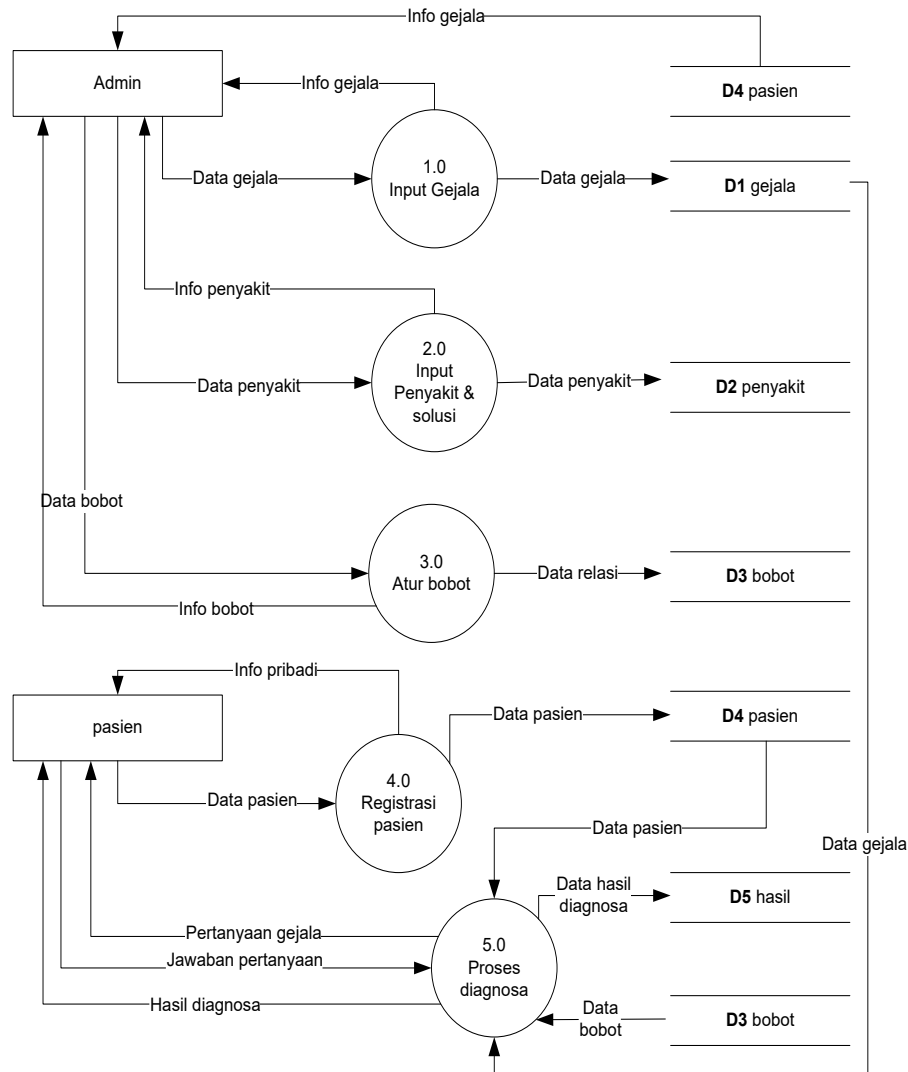 Info gejala
Admin
D4 pasien
Info gejala
1.0
Input Gejala
Data gejala
Data gejala
D1 gejala
Info penyakit
2.0
Input
Penyakit &
solusi
Data penyakit
Data penyakit
D2 penyakit
Data bobot
3.0
Atur bobot
Data relasi
D3 bobot
Info bobot
Info pribadi
pasien
Data pasien
D4 pasien
4.0
Registrasi
pasien
Data pasien
Data pasien
Data gejala
Data hasil
diagnosa
D5 hasil
Pertanyaan gejala
5.0
Proses
diagnosa
Jawaban pertanyaan
Hasil diagnosa
Data
bobot
D3 bobot